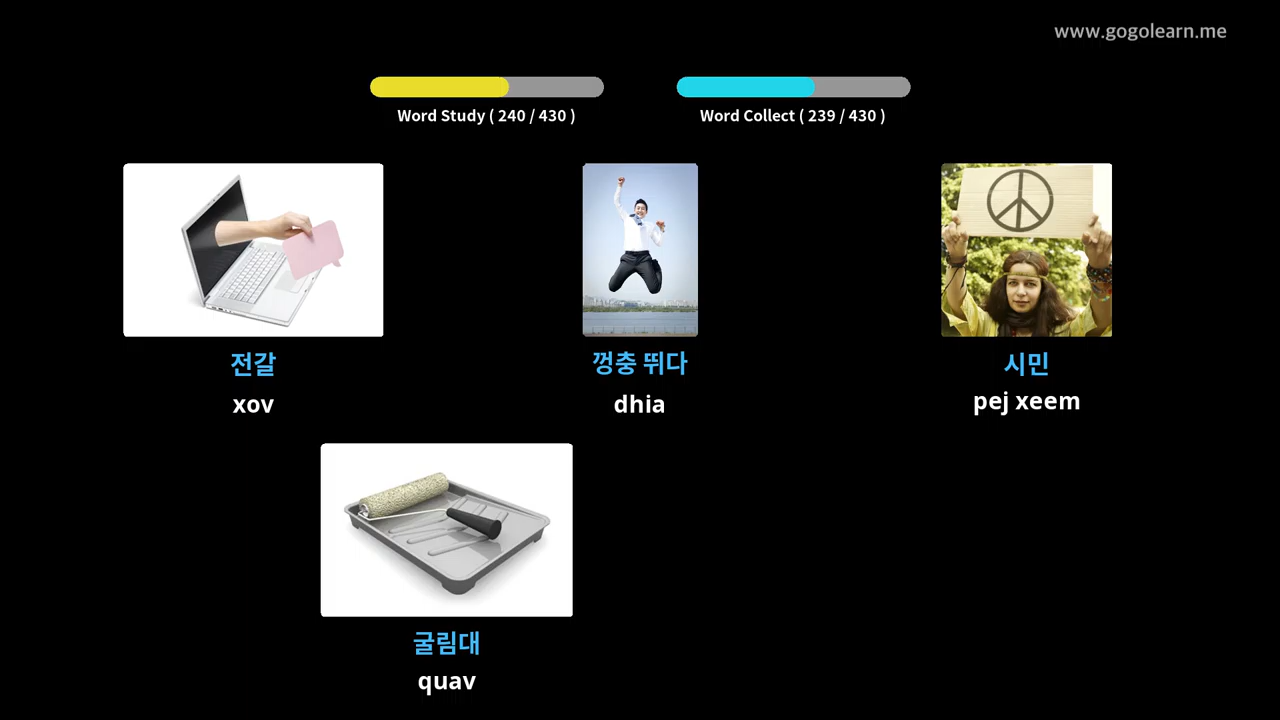 www.gogolearn.me
Word Study ( 240 / 430 )
Word Collect ( 239 / 430 )
전갈
xov
껑충 뛰다
dhia
시민
pej xeem
굴림대
quav